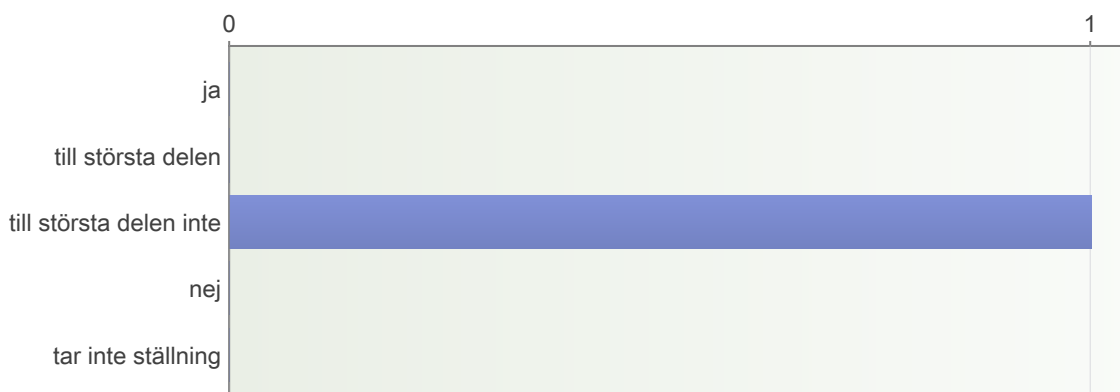 0 1
ja
till största delen
till största delen inte
nej
tar inte ställning